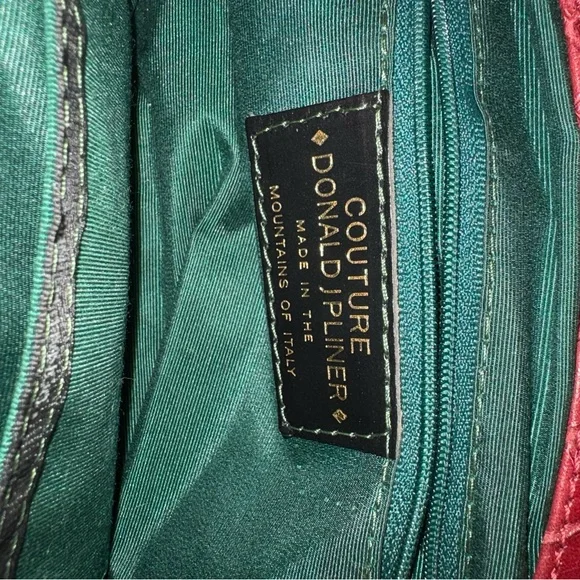 COUTURE
DONALD J PLINER
MADE IN THE
MOUNTAINS OF ITALY